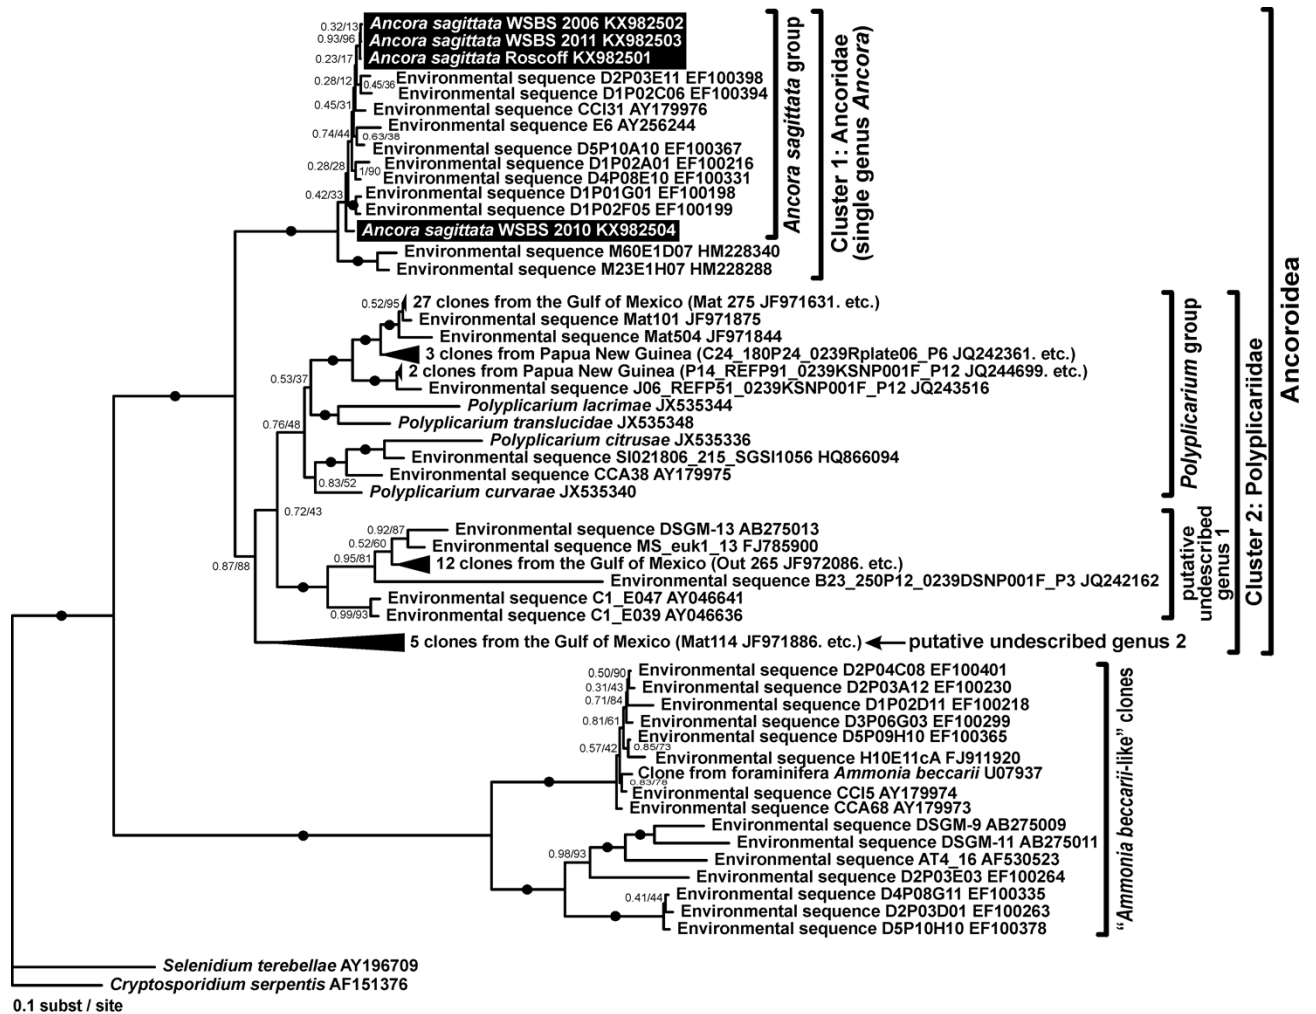 0.32/13
Ancora sagittata WSBS 2006 KX982502
0.93/96
Ancora sagittata WSBS 2011 KX982503
0.23/17
Ancora sagittata Roscoff KX982501
0.28/12
0.45/36
Environmental sequence D2P03E11 EF100398
Environmental sequence D1P02C06 EF100394
0.45/31
Environmental sequence CCI31 AY179976
Environmental sequence E6 AY256244
0.74/44
0.63/38
Environmental sequence D5P10A10 EF100367
0.28/28
1/90
Environmental sequence D1P02A01 EF100216
Environmental sequence D4P08E10 EF100331
0.42/33
Environmental sequence D1P01G01 EF100198
Environmental sequence D1P02F05 EF100199
Ancora sagittata WSBS 2010 KX982504
Environmental sequence M60E1D07 HM228340
Environmental sequence M23E1H07 HM228288
Ancora sagittata group
Cluster 1: Ancoridae
(single genus Ancora)
0.52/95
27 clones from the Gulf of Mexico (Mat 275 JF971631. etc.)
Environmental sequence Mat101 JF971875
Environmental sequence Mat504 JF971844
3 clones from Papua New Guinea (C24_180P24_0239Rplate06_P6 JQ242361. etc.)
2 clones from Papua New Guinea (P14_REFP91_0239KSNP001F_P12 JQ244699. etc.)
0.53/37
Environmental sequence J06_REFP51_0239KSNP001F_P12 JQ243516
Polyplicarium lacrimae JX535344
0.76/48
Polyplicarium translucidae JX535348
Polyplicarium citrusae JX535336
Environmental sequence SI021806_215_SGSI1056 HQ866094
0.83/52
Environmental sequence CCA38 AY179975
Polyplicarium curvarae JX535340
Polyplicarium group
0.72/43
0.92/87
Environmental sequence DSGM-13 AB275013
0.52/60
Environmental sequence MS_euk1_13 FJ785900
0.95/81
12 clones from the Gulf of Mexico (Out 265 JF972086. etc.)
0.87/88
Environmental sequence B23_250P12_0239DSNP001F_P3 JQ242162
Environmental sequence C1_E047 AY046641
0.99/93
Environmental sequence C1_E039 AY046636
putative
undescribed
genus 1
5 clones from the Gulf of Mexico (Mat114 JF971886. etc.)
putative undescribed genus 2
Cluster 2: Polyplicariidae
Ancoroidea
0.50/90
Environmental sequence D2P04C08 EF100401
0.31/43
Environmental sequence D2P03A12 EF100230
0.71/84
Environmental sequence D1P02D11 EF100218
0.81/61
Environmental sequence D3P06G03 EF100299
Environmental sequence D5P09H10 EF100365
0.57/42
0.85/73
Environmental sequence H10E11cA FJ911920
Clone from foraminifera Ammonia beccarii U07937
0.83/78
Environmental sequence CCI5 AY179974
Environmental sequence CCA68 AY179973
Environmental sequence DSGM-9 AB275009
Environmental sequence DSGM-11 AB275011
0.98/93
Environmental sequence AT4_16 AF530523
Environmental sequence D2P03E03 EF100264
0.41/44
Environmental sequence D4P08G11 EF100335
Environmental sequence D2P03D01 EF100263
Environmental sequence D5P10H10 EF100378
“Ammonia beccarii-like” clones
Selenidium terebellae AY196709
Cryptosporidium serpentis AF151376
0.1 subst / site